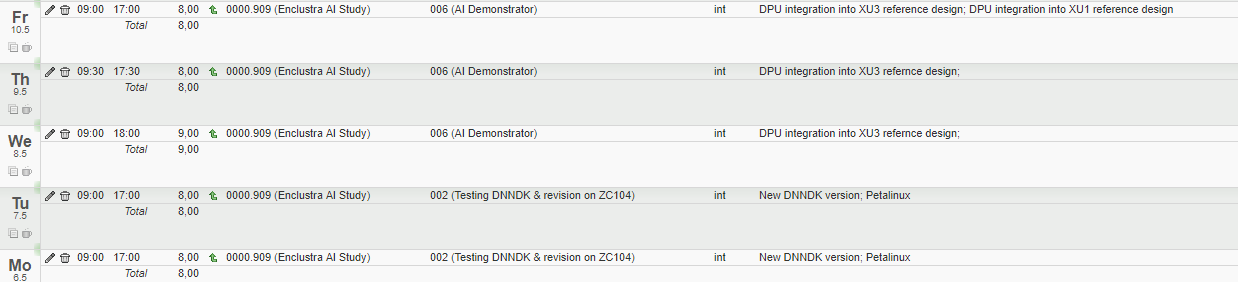 Fr
10.5
09:00 17:00 8,00 0000.909 (Enclustra AI Study) 006 (AI Demonstrator) int DPU integration into XU3 reference design; DPU integration into XU1 reference design
Total 8,00
Th
9.5
09:30 17:30 8,00 0000.909 (Enclustra AI Study) 006 (AI Demonstrator) int DPU integration into XU3 refernce design;
Total 8,00
We
8.5
09:00 18:00 9,00 0000.909 (Enclustra AI Study) 006 (AI Demonstrator) int DPU integration into XU3 refernce design;
Total 9,00
Tu
7.5
09:00 17:00 8,00 0000.909 (Enclustra AI Study) 002 (Testing DNNDK & revision on ZC104) int New DNNDK version; Petalinux
Total 8,00
Mo
6.5
09:00 17:00 8,00 0000.909 (Enclustra AI Study) 002 (Testing DNNDK & revision on ZC104) int New DNNDK version; Petalinux
Total 8,00